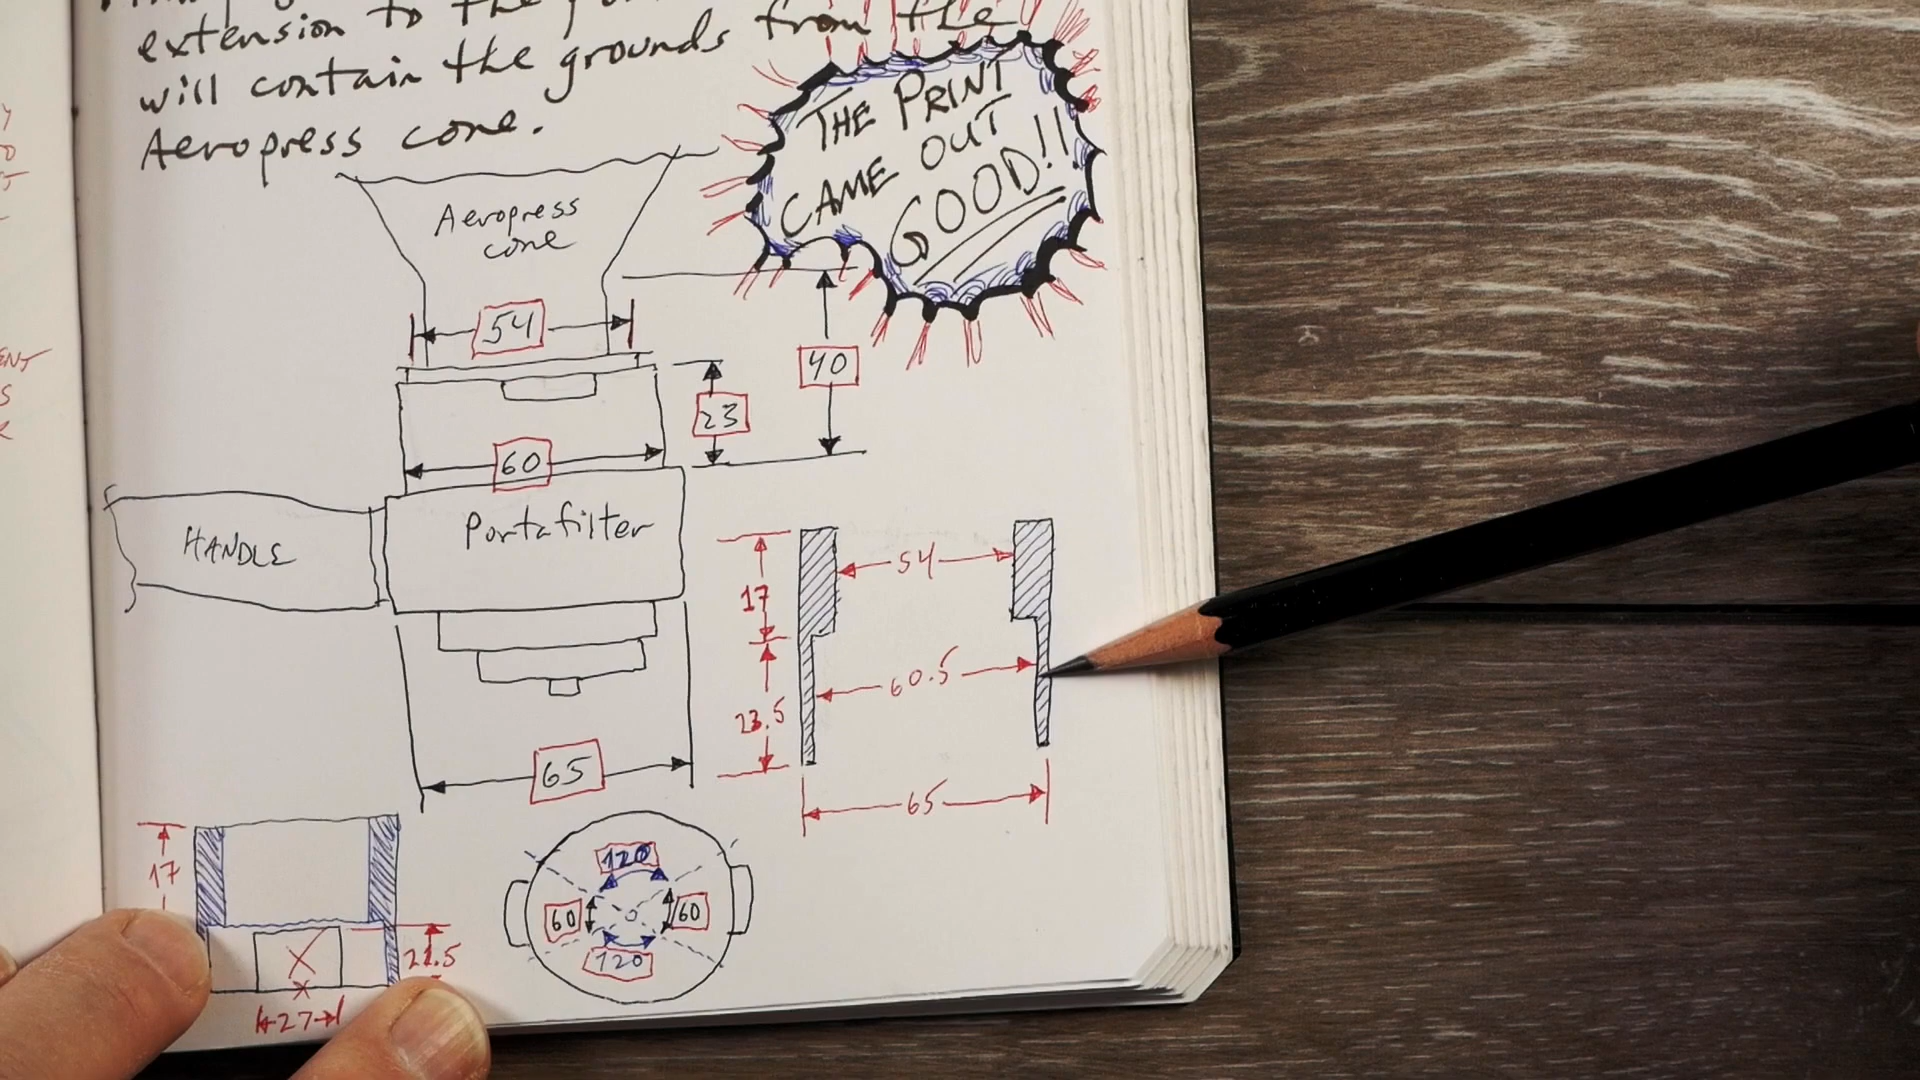 extension to the
will contain the grounds from the
Aeropress cone.
THE PRINT
CAME OUT
GOOD!!
Aeropress
cone
54
40
23
60
HANDLE
Portafilter
17
54
60.5
23.5
65
65
17
27
120
60
60
120